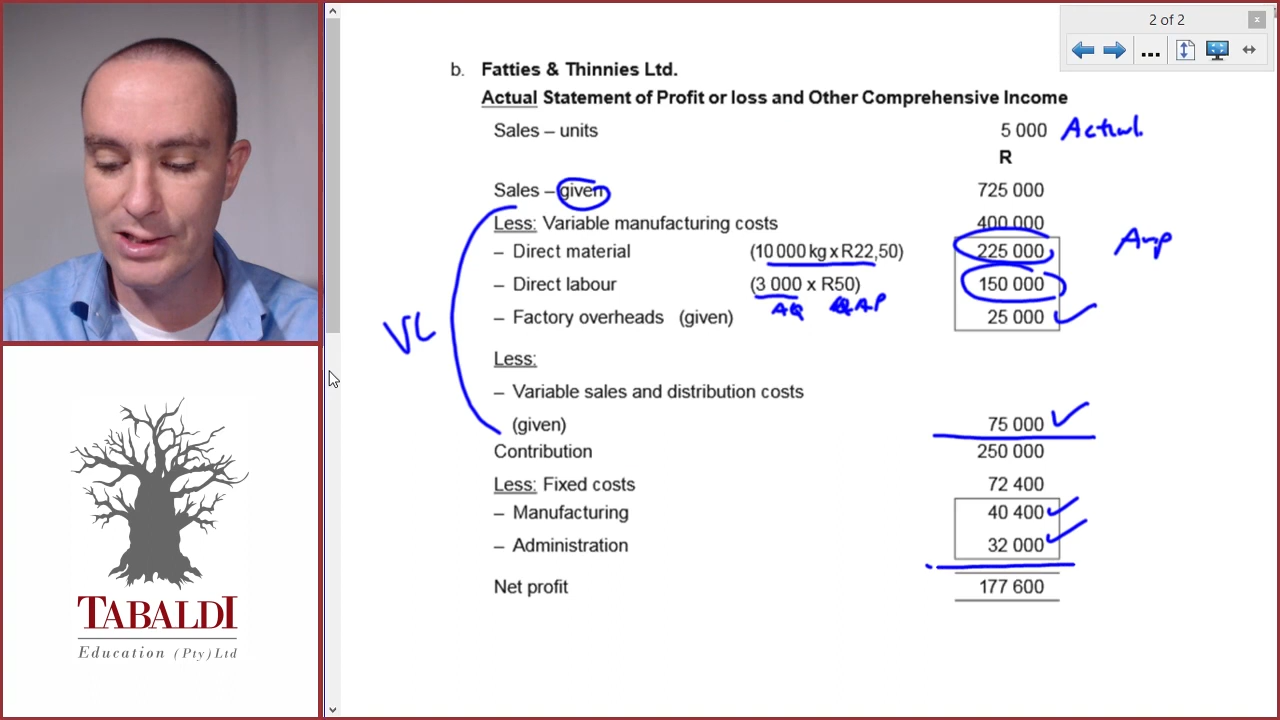 2 of 2
x
...
b. Fatties & Thinnies Ltd.
Actual Statement of Profit or loss and Other Comprehensive Income
Sales – units 5 000 Actual.
R
Sales – given 725 000
Less: Variable manufacturing costs 400 000
– Direct material (10 000 kg x R22,50) 225 000
– Direct labour (3 000 x R50) 150 000
AQ AP
– Factory overheads (given) 25 000
VC
Less:
– Variable sales and distribution costs
(given) 75 000
Contribution 250 000
Less: Fixed costs 72 400
– Manufacturing 40 400
– Administration 32 000
Net profit 177 600
TABALDI
Education (Pty) Ltd